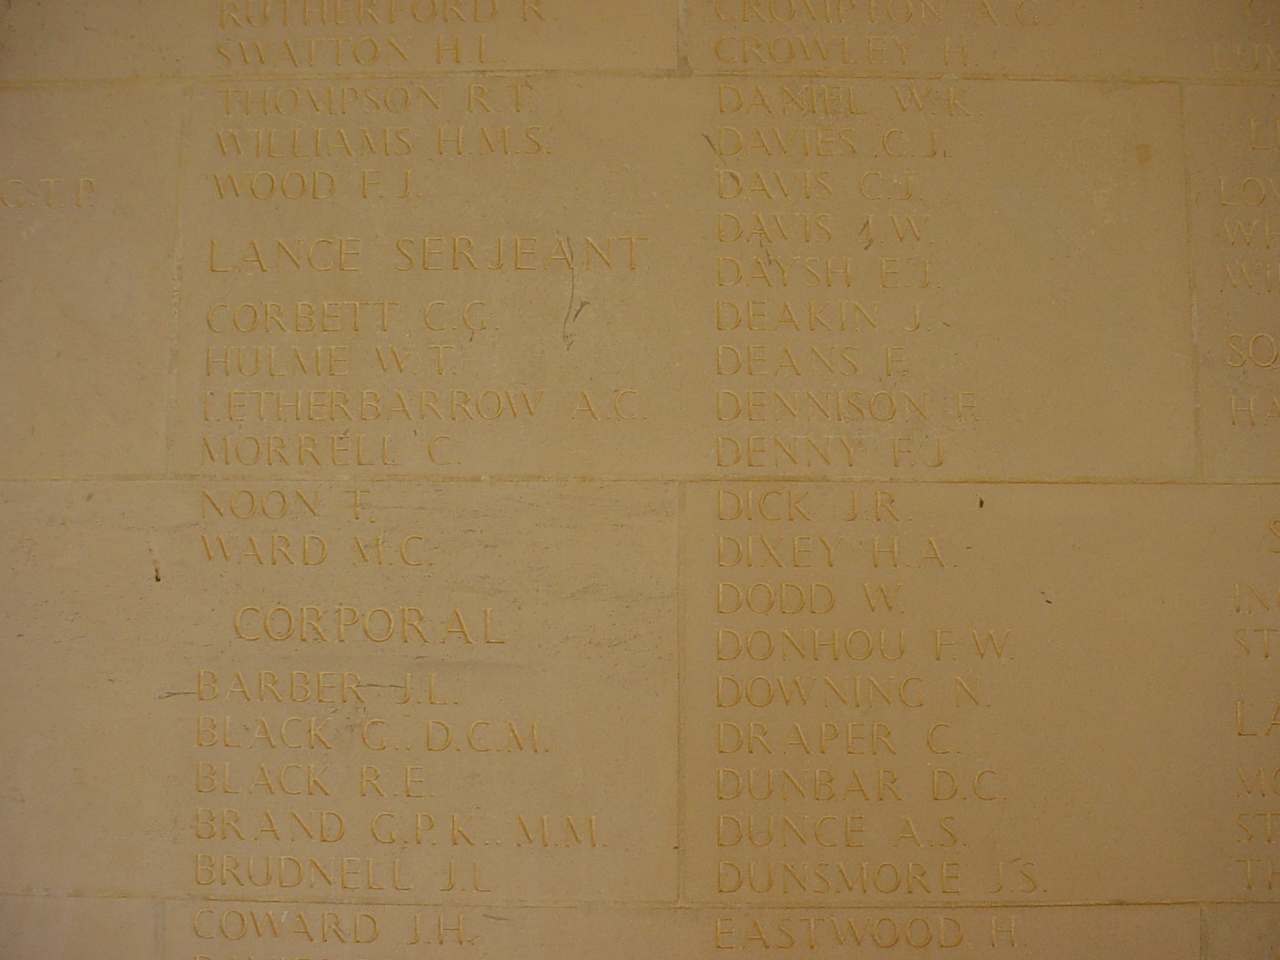 RUTHERFORD R.
SWATTON H.L.
THOMPSON R.T.
WILLIAMS H.M.S.
WOOD F.J.
LANCE SERJEANT
CORBETT C.G.
HULME W.T.
LETHERBARROW A.C.
MORRELL C.
NOON T.
WARD M.C.
CORPORAL
BARBER J.L.
BLACK G., D.C.M.
BLACK R.E.
BRAND G.P.K., M.M.
BRUDNELL J.L
COWARD J.H.
CROMPTON A.G.
CROWLEY H.
DANIEL W.K.
DAVIES C.J.
DAVIS C.J.
DAVIS J.W.
DAYSH E.J.
DEAKIN J.
DEANS F.
DENNISON F.
DENNY F.J
DICK J.R.
DIXEY H.A.
DODD W.
DONHOU F.W.
DOWNING N.
DRAPER C.
DUNBAR D.C.
DUNCE A.S.
DUNSMORE J.S.
EASTWOOD H.